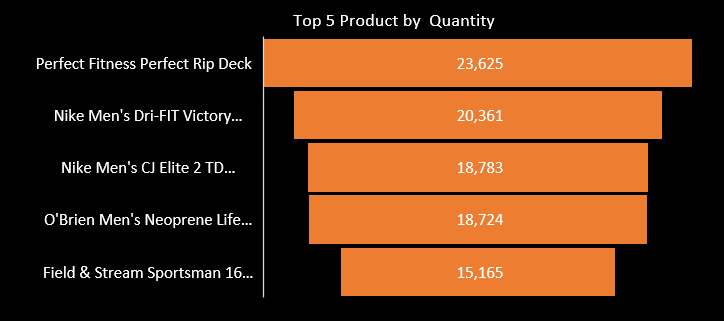 Top 5 Product by  Quantity
Perfect Fitness Perfect Rip Deck 23,625
Nike Men's Dri-FIT Victory... 20,361
Nike Men's CJ Elite 2 TD... 18,783
O'Brien Men's Neoprene Life... 18,724
Field & Stream Sportsman 16... 15,165